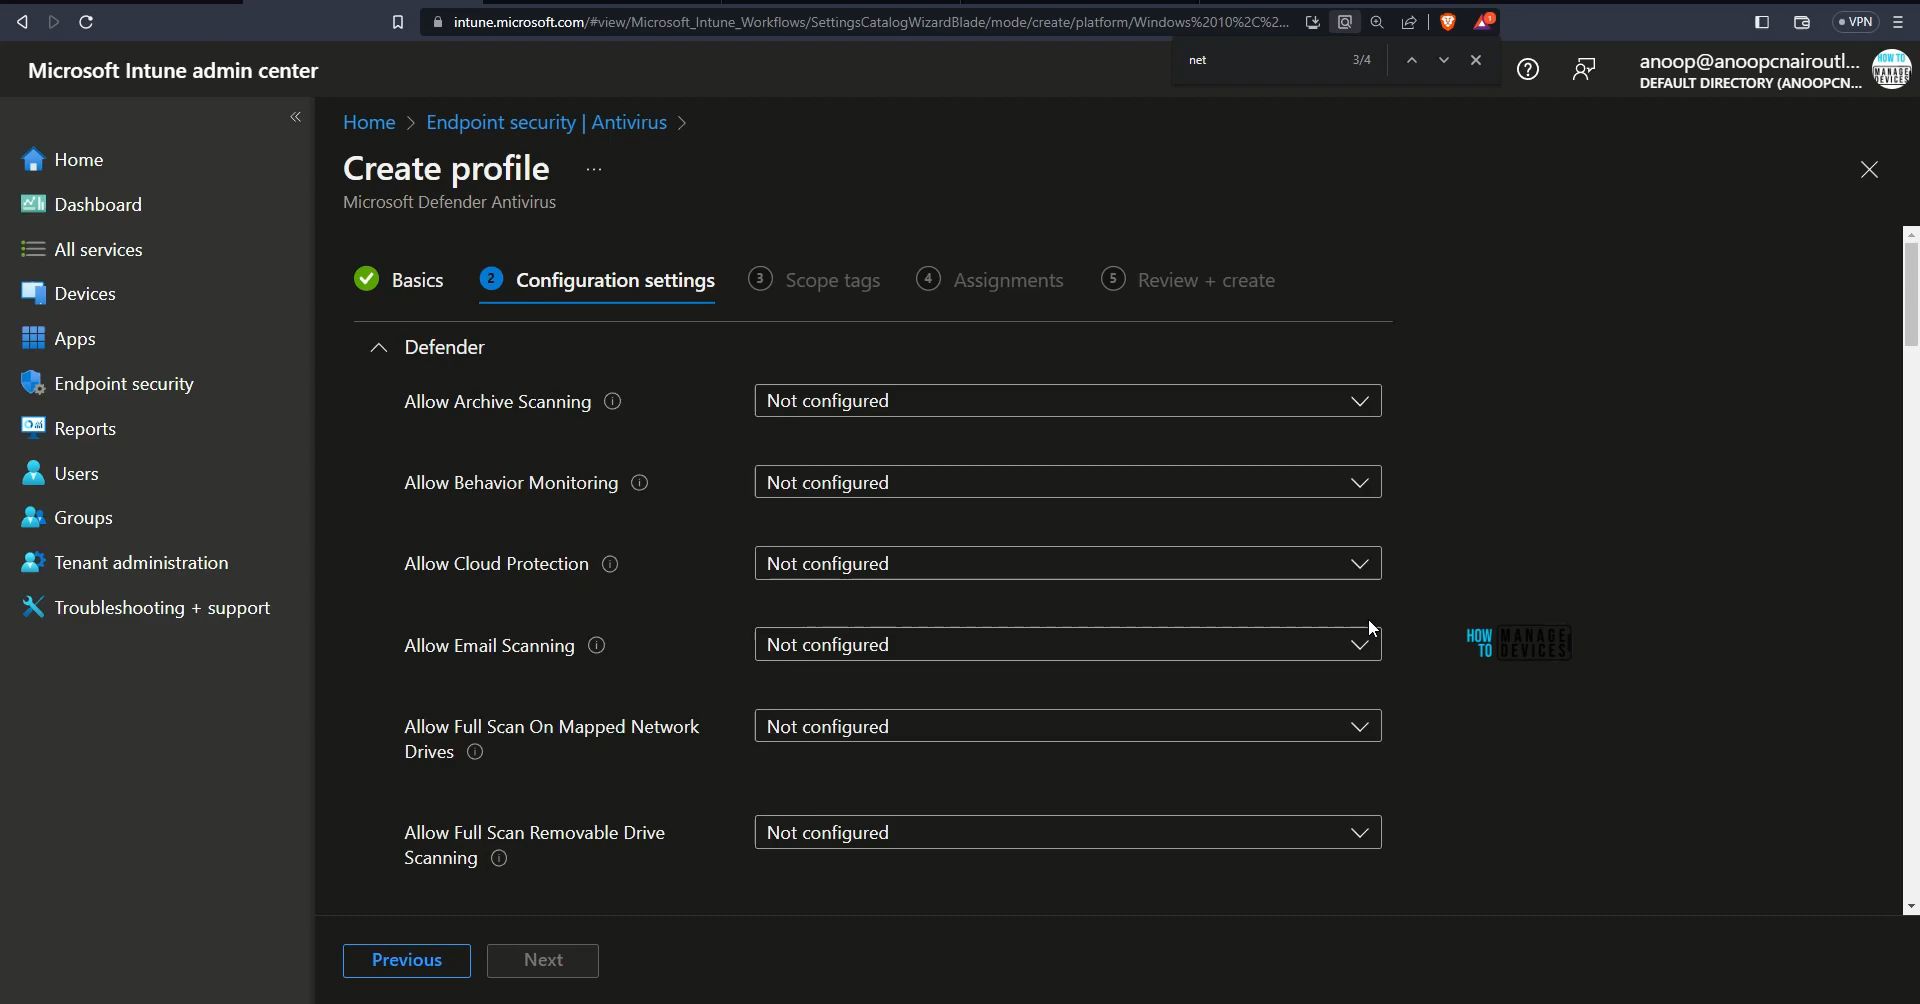 intune.microsoft.com/#view/Microsoft_Intune_Workflows/SettingsCatalogWizardBlade/mode/create/platform/Windows%2010%2C%2...
1
VPN
net
3/4
Microsoft Intune admin center
anoop@anoopcnairoutl...
DEFAULT DIRECTORY (ANOOPCN...
HOW TO
MANAGE
DEVICES
Home
Dashboard
All services
Devices
Apps
Endpoint security
Reports
Users
Groups
Tenant administration
Troubleshooting + support
Home > Endpoint security | Antivirus >
Create profile ...
Microsoft Defender Antivirus
Basics
2 Configuration settings
3 Scope tags
4 Assignments
5 Review + create
Defender
Allow Archive Scanning
Not configured
Allow Behavior Monitoring
Not configured
Allow Cloud Protection
Not configured
Allow Email Scanning
Not configured
HOW MANAGE
TO DEVICES
Allow Full Scan On Mapped Network
Drives
Not configured
Allow Full Scan Removable Drive
Scanning
Not configured
Previous
Next